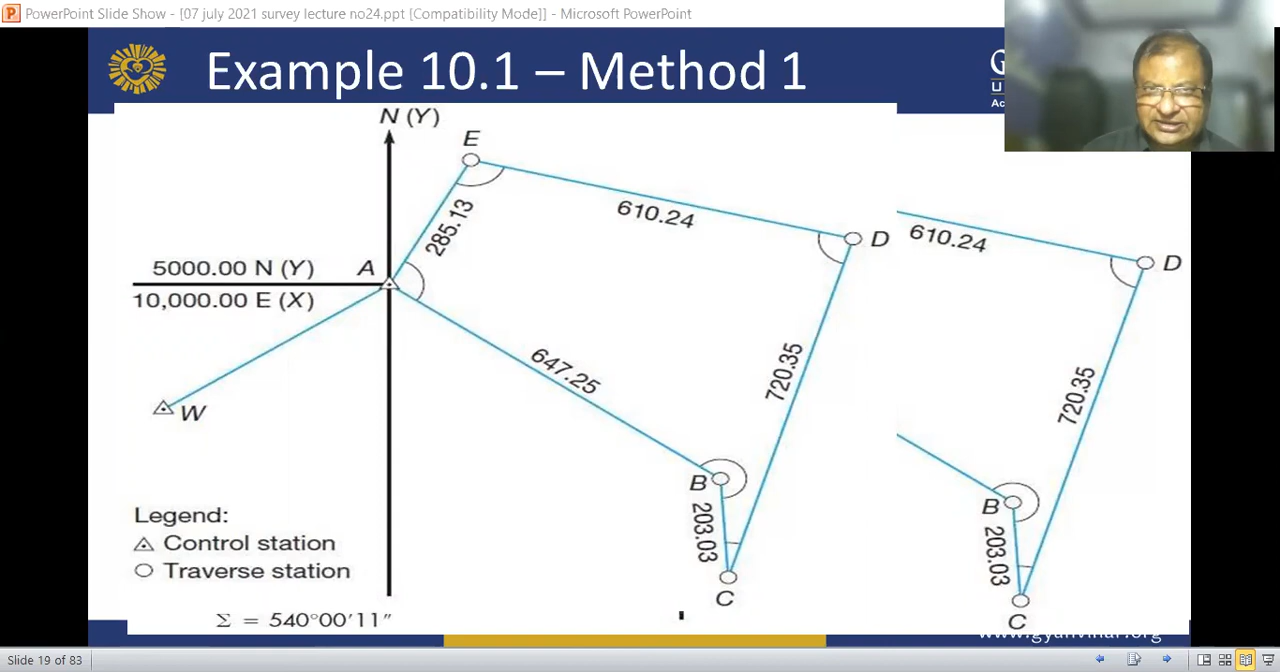 PowerPoint Slide Show - [07 july 2021 survey lecture no24.ppt [Compatibility Mode]] - Microsoft PowerPoint
Example 10.1 – Method 1
G
U
Ac
N (Y)
E
610.24
D
610.24
D
285.13
A
5000.00 N (Y)
10,000.00 E (X)
647.25
720.35
720.35
W
B
B
203.03
203.03
Legend:
Control station
Traverse station
C
C
Σ = 540°00'11"
www.gyanvihar.org
Slide 19 of 83